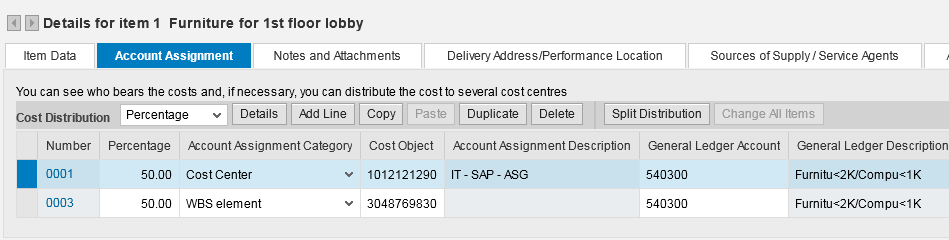 Details for item 1 Furniture for 1st floor lobby
Item Data Account Assignment Notes and Attachments Delivery Address/Performance Location Sources of Supply / Service Agents
You can see who bears the costs and, if necessary, you can distribute the cost to several cost centres
Cost Distribution Percentage Details Add Line Copy Paste Duplicate Delete Split Distribution Change All Items
Number Percentage Account Assignment Category Cost Object Account Assignment Description General Ledger Account General Ledger Description
0001 50.00 Cost Center 1012121290 IT - SAP - ASG 540300 Furnitu<2K/Compu<1K
0003 50.00 WBS element 3048769830 540300 Furnitu<2K/Compu<1K